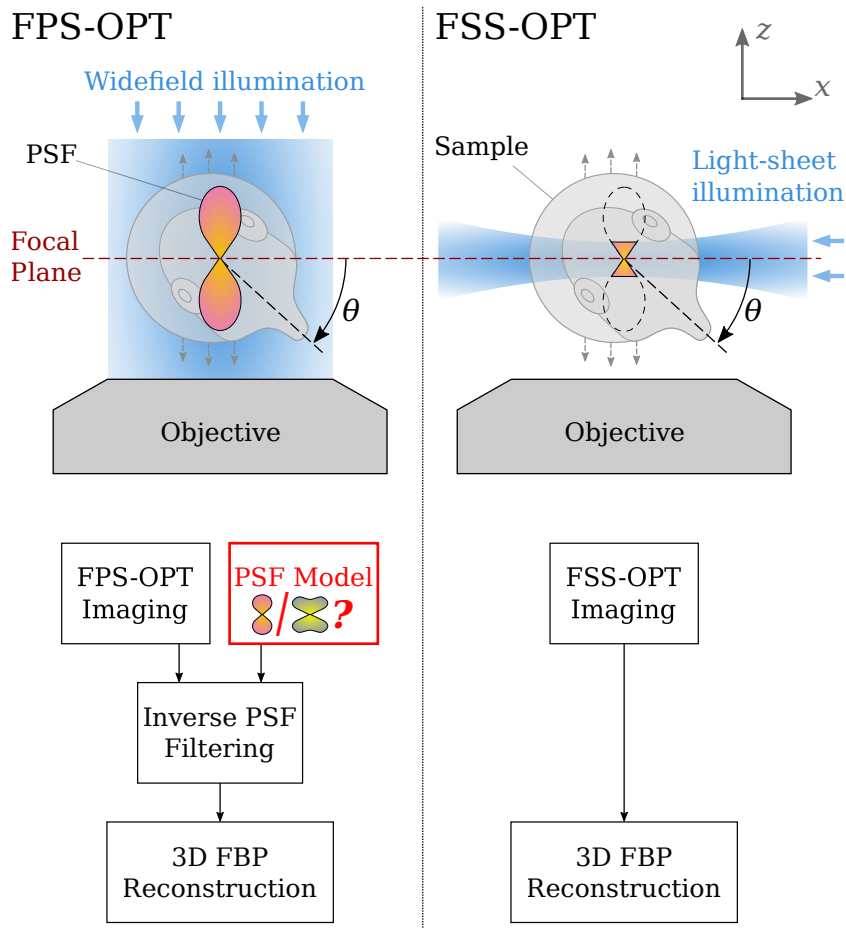 FPS-OPT
Widefield illumination
PSF
Focal
Plane
θ
Objective
FPS-OPT
Imaging
PSF Model
/ ?
Inverse PSF
Filtering
3D FBP
Reconstruction
FSS-OPT
z
x
Sample
Light-sheet
illumination
θ
Objective
FSS-OPT
Imaging
3D FBP
Reconstruction